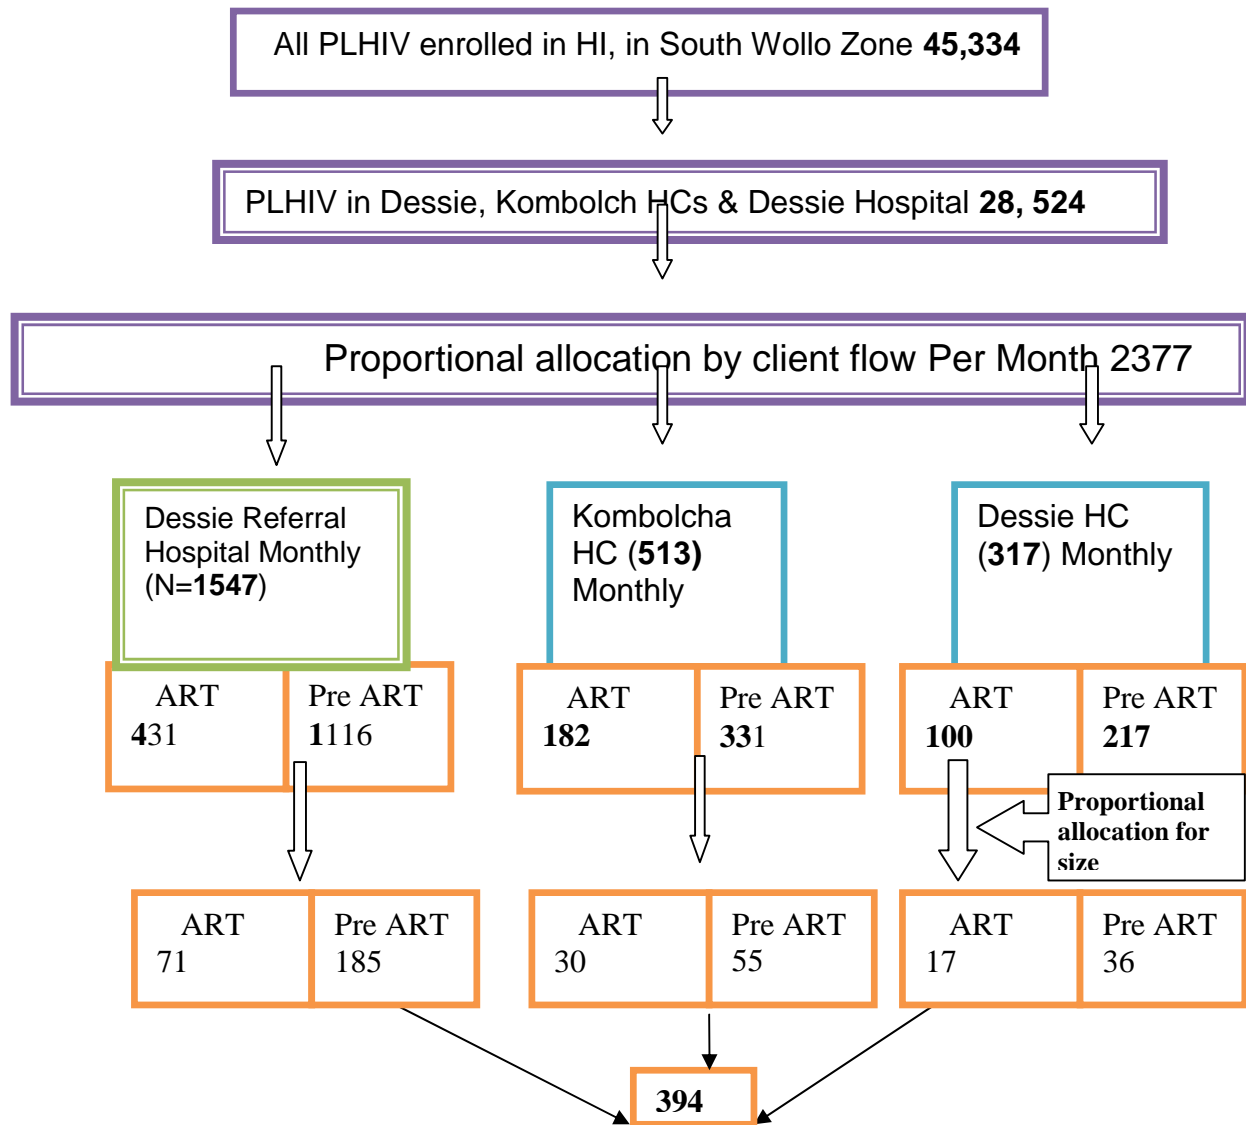 All PLHIV enrolled in HI, in South Wollo Zone 45,334
PLHIV in Dessie, Kombolch HCs & Dessie Hospital 28, 524
Proportional allocation by client flow Per Month 2377
Dessie Referral
Hospital Monthly
(N=1547)
Kombolcha
HC (513)
Monthly
Dessie HC
(317) Monthly
ART
431
Pre ART
1116
ART
182
Pre ART
331
ART
100
Pre ART
217
Proportional
allocation for
size
ART
71
Pre ART
185
ART
30
Pre ART
55
ART
17
Pre ART
36
394